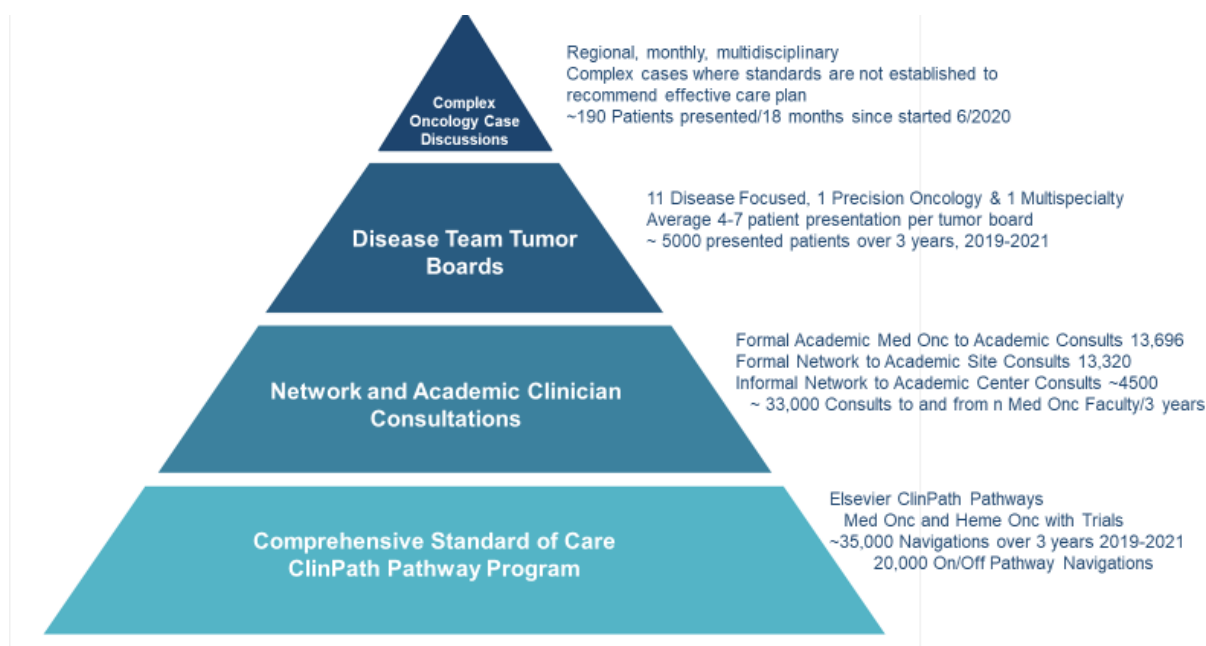 Complex
Oncology Case
Discussions
Regional, monthly, multidisciplinary
Complex cases where standards are not established to
recommend effective care plan
~190 Patients presented/18 months since started 6/2020
Disease Team Tumor
Boards
11 Disease Focused, 1 Precision Oncology & 1 Multispecialty
Average 4-7 patient presentation per tumor board
~ 5000 presented patients over 3 years, 2019-2021
Network and Academic Clinician
Consultations
Formal Academic Med Onc to Academic Consults 13,696
Formal Network to Academic Site Consults 13,320
Informal Network to Academic Center Consults ~4500
~ 33,000 Consults to and from n Med Onc Faculty/3 years
Comprehensive Standard of Care
ClinPath Pathway Program
Elsevier ClinPath Pathways
Med Onc and Heme Onc with Trials
~35,000 Navigations over 3 years 2019-2021
20,000 On/Off Pathway Navigations